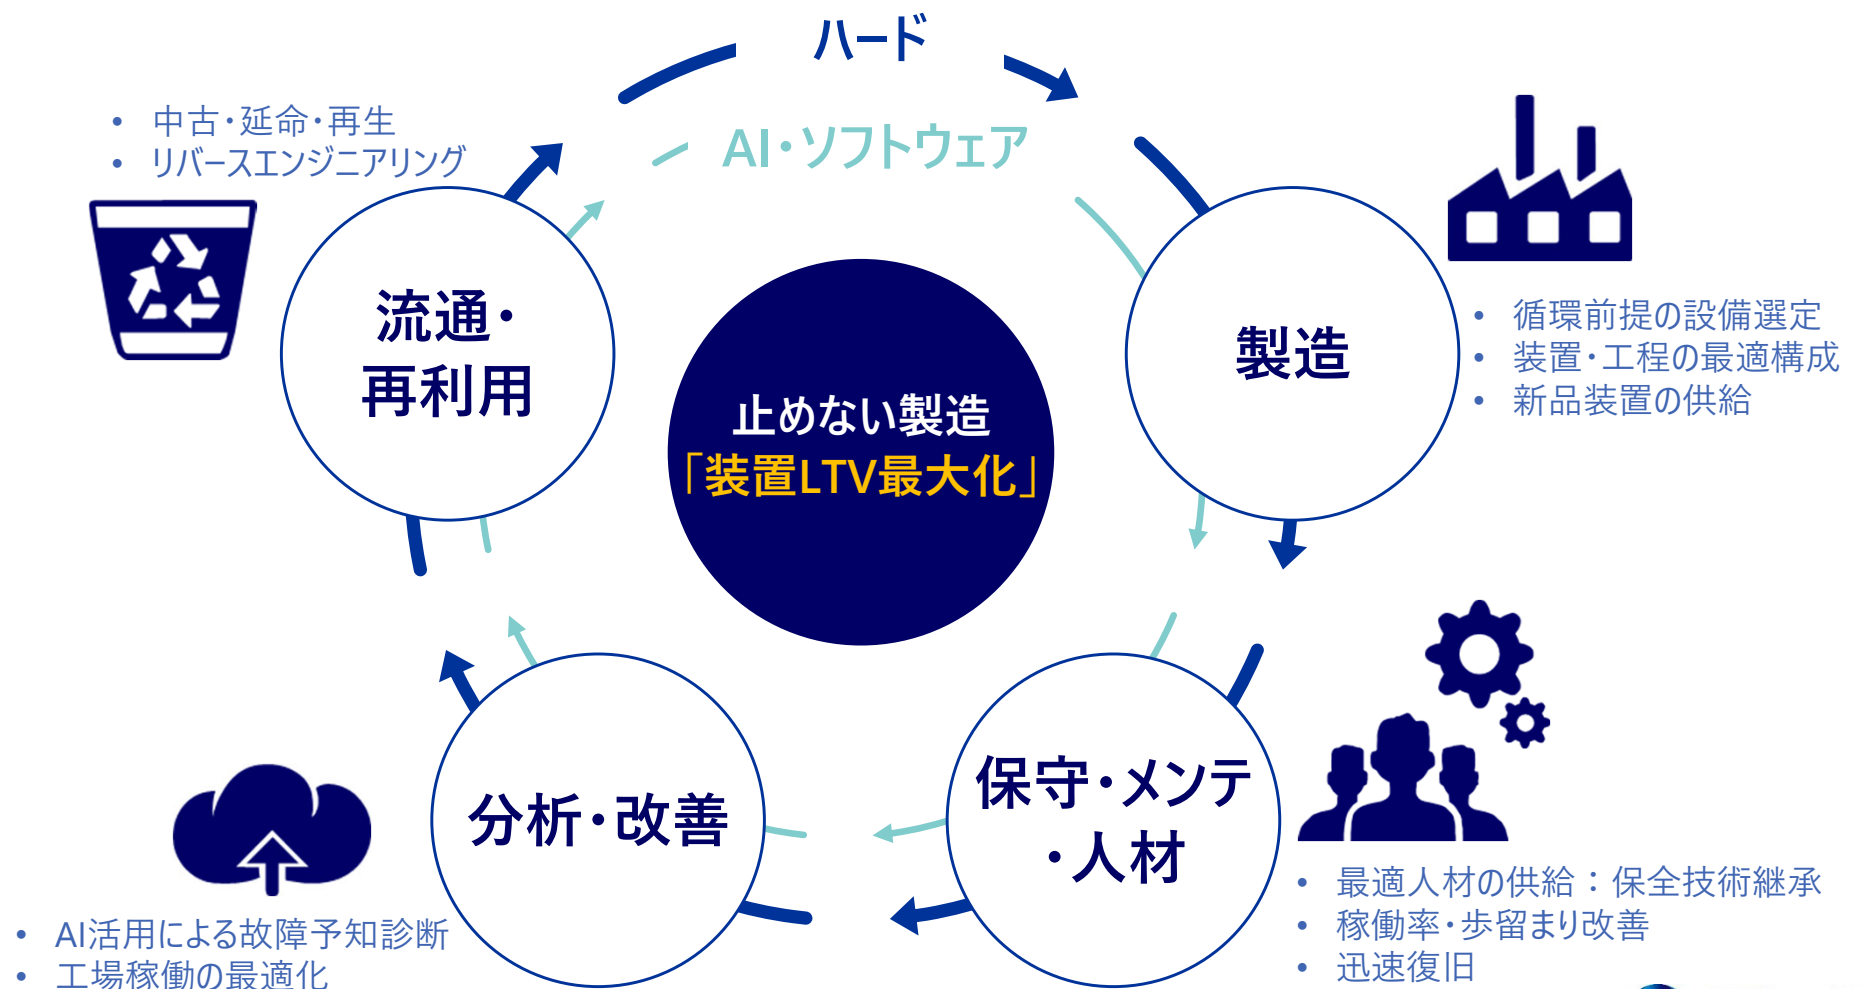 ハード
AI・ソフトウェア
• 中古・延命・再生
• リバースエンジニアリング
流通・
再利用
製造
• 循環前提の設備選定
• 装置・工程の最適構成
• 新品装置の供給
止めない製造
「装置LTV最大化」
分析・改善
保守・メンテ
・人材
• AI活用による故障予知診断
• 工場稼働の最適化
• 最適人材の供給：保全技術継承
• 稼働率・歩留まり改善
• 迅速復旧